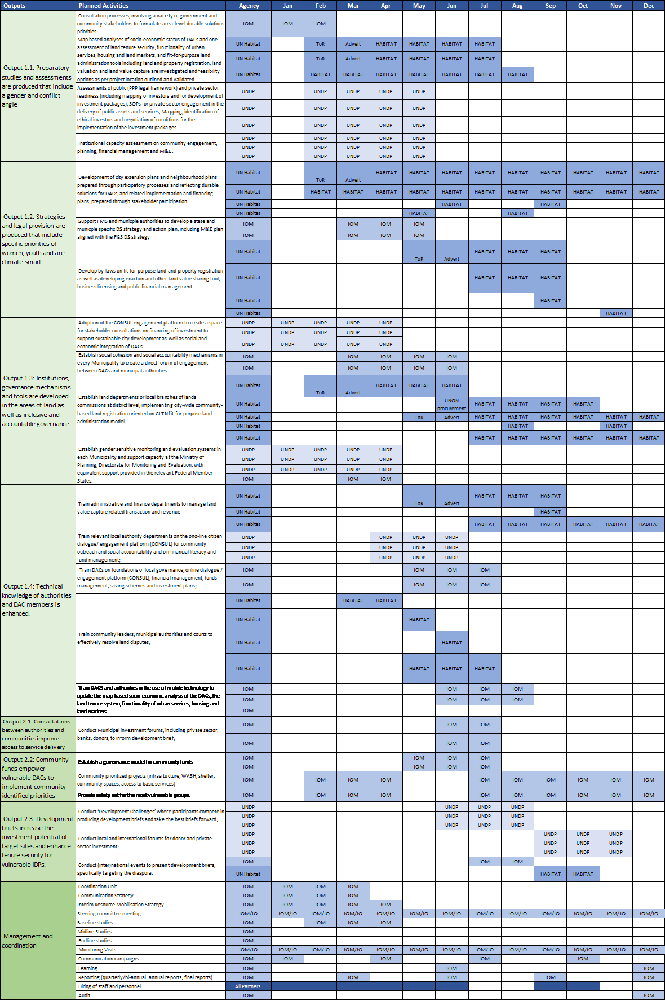 Outputs Planned Activities Agency Jan Feb Mar Apr May Jun Jul Aug Sep Oct Nov Dec
Output 1.1: Preparatory
studies and assessments
are produced that include
a gender and conflict
angle
Consultation processes, involving a variety of government and
community stakeholders to formulate area-level durable solutions
priorities
IOM IOM IOM
Map based analyses of socio-economic status of DACs and one
assessment of land tenure security, functionality of urban
services, housing and land markets, and fit-for-purpose land
administration tools including land and property registration, land
valuation and land value capture are investigated and feasibility
options as per project location outlined and validated
UN Habitat ToR Advert HABITAT HABITAT HABITAT HABITAT
UN Habitat ToR Advert HABITAT HABITAT HABITAT HABITAT
UN Habitat HABITAT HABITAT HABITAT HABITAT HABITAT HABITAT HABITAT
Assessments of public (PPP legal framework) and private sector
readiness (including mapping of investors and for development of
investment packages), SOPs for private sector engagement in the
delivery of public assets and services, Mapping, identification of
ethical investors and negotiation of conditions for the
implementation of the investment packages.
UNDP UNDP UNDP UNDP UNDP
UNDP UNDP UNDP UNDP UNDP
UNDP UNDP UNDP UNDP UNDP
Institutional capacity assessment on community engagement,
planning, financial management and M&E.
UNDP UNDP UNDP UNDP UNDP
UNDP UNDP UNDP UNDP UNDP
UNDP UNDP UNDP UNDP UNDP
Output 1.2: Strategies
and legal provision are
produced that include
specific priorities of
women, youth and are
climate-smart.
Development of city extension plans and neighbourhood plans
prepared through participatory processes and reflecting durable
solutions for DACs, and related implementation and financing
plans, prepared through stakeholder participation
UN Habitat ToR Advert HABITAT HABITAT HABITAT HABITAT HABITAT HABITAT HABITAT HABITAT HABITAT
UN Habitat HABITAT HABITAT HABITAT HABITAT HABITAT HABITAT HABITAT HABITAT HABITAT HABITAT HABITAT
UN Habitat HABITAT HABITAT
UN Habitat HABITAT HABITAT
Support FMS and municple authorities to develop a state and
municple specific DS strategy and action plan, including M&E plan
aligned with the FGS DS strategy
IOM IOM IOM IOM
IOM IOM IOM IOM
Develop by-laws on fit-for-purpose land and property registration
as well as developing exaction and other land value sharing tool,
business licensing and public financial management
UN Habitat ToR Advert HABITAT HABITAT HABITAT
UN Habitat HABITAT HABITAT HABITAT
UN Habitat HABITAT
UN Habitat HABITAT
Output 1.3: Institutions,
governance mechanisms
and tools are developed
in the areas of land as
well as inclusive and
accountable governance
Adoption of the CONSUL engagement platform to create a space
for stakeholder consultations on financing of investment to
support sustainable city development as well as social and
economic integration of DACs
UNDP UNDP UNDP UNDP UNDP
UNDP UNDP UNDP UNDP UNDP
UNDP UNDP UNDP UNDP UNDP
Establish social cohesion and social accountability mechanisms in
every Municipality to create a direct forum of engagement
between DACs and municipal authorities.
IOM IOM IOM IOM IOM
IOM IOM IOM IOM IOM
Establish land departments or local branches of lands
commissions at district level, implementing city-wide community-
based land registration oriented on GLTN fit-for-purpose land
administration model.
UN Habitat ToR Advert HABITAT HABITAT HABITAT
UN Habitat UNON procurement HABITAT HABITAT HABITAT HABITAT
UN Habitat ToR Advert HABITAT HABITAT HABITAT HABITAT HABITAT HABITAT
UN Habitat HABITAT HABITAT
UN Habitat HABITAT HABITAT HABITAT HABITAT HABITAT HABITAT
Establish gender sensitive monitoring and evaluation systems in
each Municipality and support capacity at the Ministry of
Planning, Directorate for Monitoring and Evaluation, with
equivalent support provided in the relevant Federal Member
States.
UNDP UNDP UNDP UNDP UNDP
UNDP UNDP UNDP UNDP UNDP
UNDP UNDP UNDP UNDP UNDP
IOM IOM IOM
Output 1.4: Technical
knowledge of authorities
and DAC members is
enhanced.
Train administrative and finance departments to manage land
value capture related transaction and revenue
UN Habitat ToR Advert HABITAT HABITAT HABITAT
UN Habitat HABITAT
UN Habitat HABITAT HABITAT HABITAT HABITAT HABITAT HABITAT
Train relevant local authority departments on the ono-line citizen
dialogue/ engagement platform (CONSUL) for community
outreach and social accountability and on financial literacy and
fund management;
UNDP UNDP UNDP UNDP
UNDP UNDP UNDP UNDP
UNDP UNDP UNDP UNDP
Train DACs on foundations of local governance, online dialogue /
engagement platform (CONSUL), financial management, funds
management, saving schemes and investment plans;
IOM IOM IOM IOM
IOM IOM IOM IOM
Train community leaders, municipal authorities and courts to
effectively resolve land disputes;
UN Habitat HABITAT HABITAT
UN Habitat HABITAT
UN Habitat HABITAT
UN Habitat HABITAT HABITAT HABITAT
Train DACS and authorities in the use of mobile technology to
update the map-based socio-economic analysis of the DACs, the
land tenure system, functionality of urban services, housing and
land markets.
IOM IOM IOM IOM
IOM IOM IOM IOM
IOM
Output 2.1: Consultations
between authorities and
communities improve
access to service delivery
Conduct Municipal investment forums, including private sector,
banks, donors, to inform development brief;
IOM IOM IOM
IOM IOM IOM
Output 2.2: Community
funds empower
vulnerable DACs to
implement community
identified priorities
Establish a governance model for community funds
IOM IOM IOM IOM
IOM IOM IOM IOM
Community prioritized projects (infrasrtucture, WASH, shelter,
community spaces, access to basic services)
IOM IOM IOM IOM IOM IOM IOM IOM IOM IOM
Provide safety net for the most vulnerable groups.
IOM IOM IOM IOM IOM IOM IOM IOM IOM IOM
Output 2.3: Development
briefs increase the
investment potential of
target sites and enhance
tenure security for
vulnerable IDPs.
Conduct ‘Development Challenges’ where participants compete in
producing development briefs and take the best briefs forward;
UNDP UNDP UNDP UNDP
UNDP UNDP UNDP UNDP
UNDP UNDP UNDP UNDP
Conduct local and international forums for donor and private
sector investment;
UNDP UNDP UNDP UNDP
UNDP UNDP UNDP UNDP
UNDP UNDP UNDP UNDP
Conduct (inter)national events to present development briefs,
specifically targeting the diaspora.
IOM IOM IOM
UN Habitat HABITAT HABITAT
Management and
coordination
Coordination Unit IOM IOM IOM IOM
Communication Strategy IOM IOM IOM IOM
Interim Resource Mobilisation Strategy IOM IOM IOM IOM IOM
Steering committee meeting IOM/IO IOM/IO IOM/IO IOM/IO IOM/IO IOM/IO IOM/IO IOM/IO IOM/IO IOM/IO IOM/IO IOM/IO IOM/IO
Baseline studies IOM IOM IOM IOM
Midline Studies IOM
Endline studies IOM
Monitoring Visits IOM/IO IOM/IO IOM/IO IOM/IO IOM/IO IOM/IO IOM/IO IOM/IO IOM/IO IOM/IO IOM/IO IOM/IO IOM/IO
Communication campaigns IOM IOM IOM IOM IOM
Learning IOM IOM IOM
Reporting (quarterly/bi-annual; annual reports; final reports) IOM IOM IOM IOM IOM
Hiring of staff and personnel All Partners
Audit IOM IOM